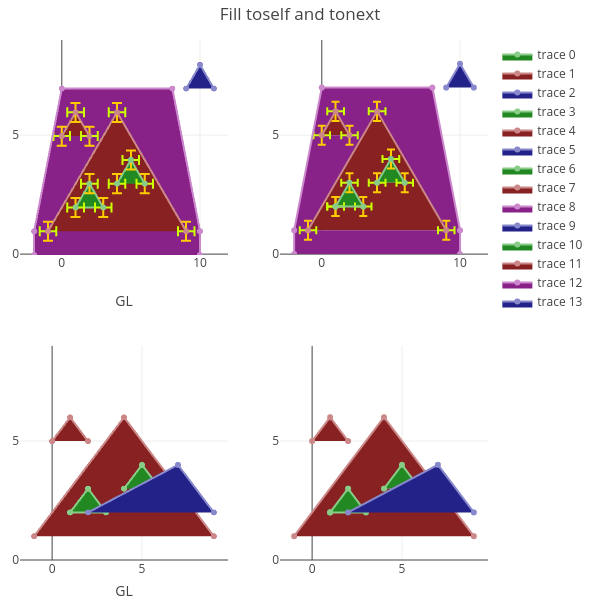 Fill toself and tonext
5
0
0
10
GL
5
0
0
10
trace 0
trace 1
trace 2
trace 3
trace 4
trace 5
trace 6
trace 7
trace 8
trace 9
trace 10
trace 11
trace 12
trace 13
5
0
0
5
GL
5
0
0
5